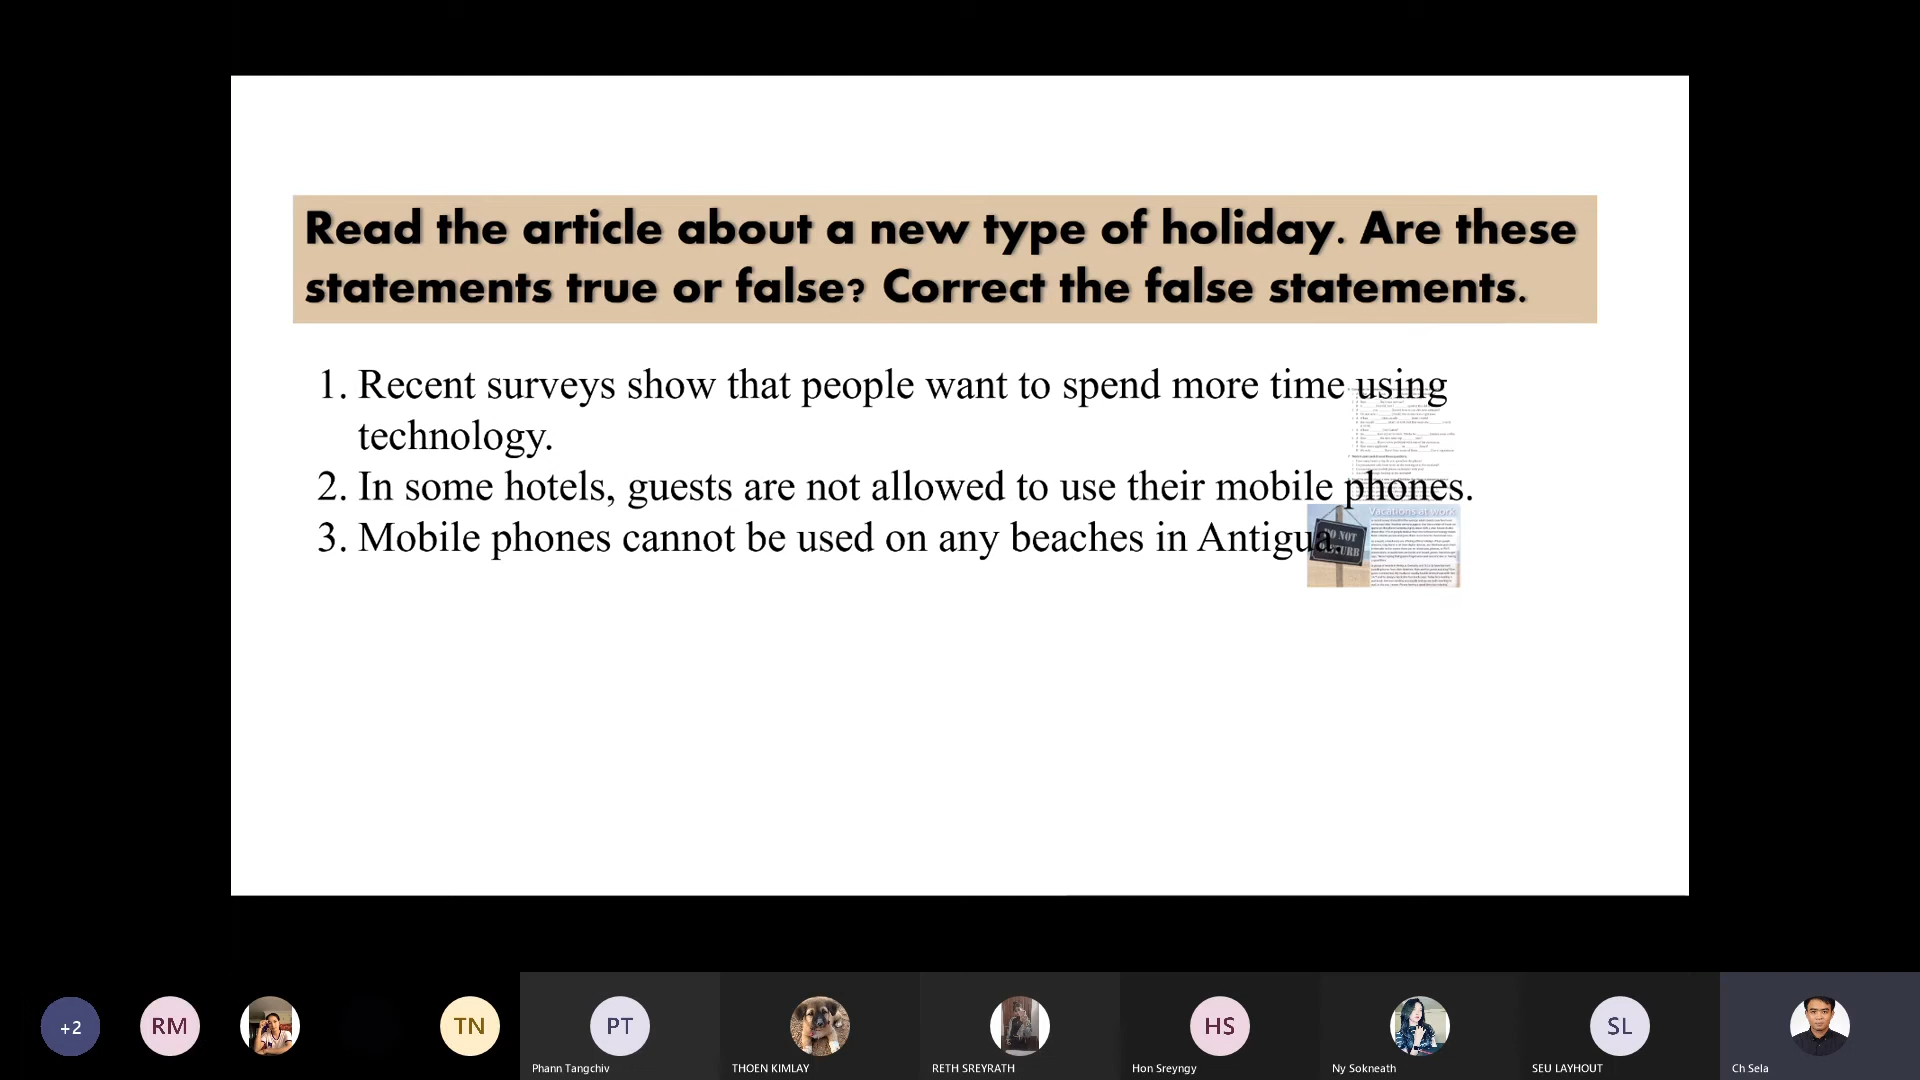 Read the article about a new type of holiday. Are these
statements true or false? Correct the false statements.
1. Recent surveys show that people want to spend more time using
technology.
2. In some hotels, guests are not allowed to use their mobile phones.
3. Mobile phones cannot be used on any beaches in Antigua
Vacations at work
DO NOT
DISTURB
+2
RM
TN
PT
HS
SL
Phann Tangchiv
THOEN KIMLAY
RETH SREYRATH
Hon Sreyngy
Ny Sokneath
SEU LAYHOUT
Ch Sela